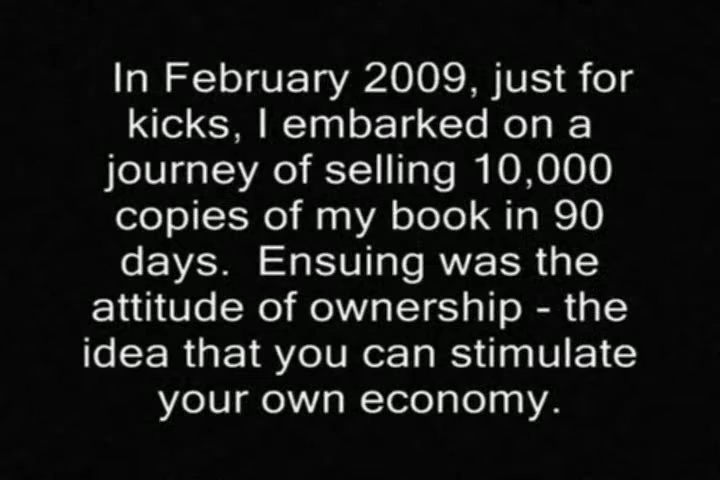 In February 2009, just for
kicks, I embarked on a
journey of selling 10,000
copies of my book in 90
days.  Ensuing was the
attitude of ownership - the
idea that you can stimulate
your own economy.